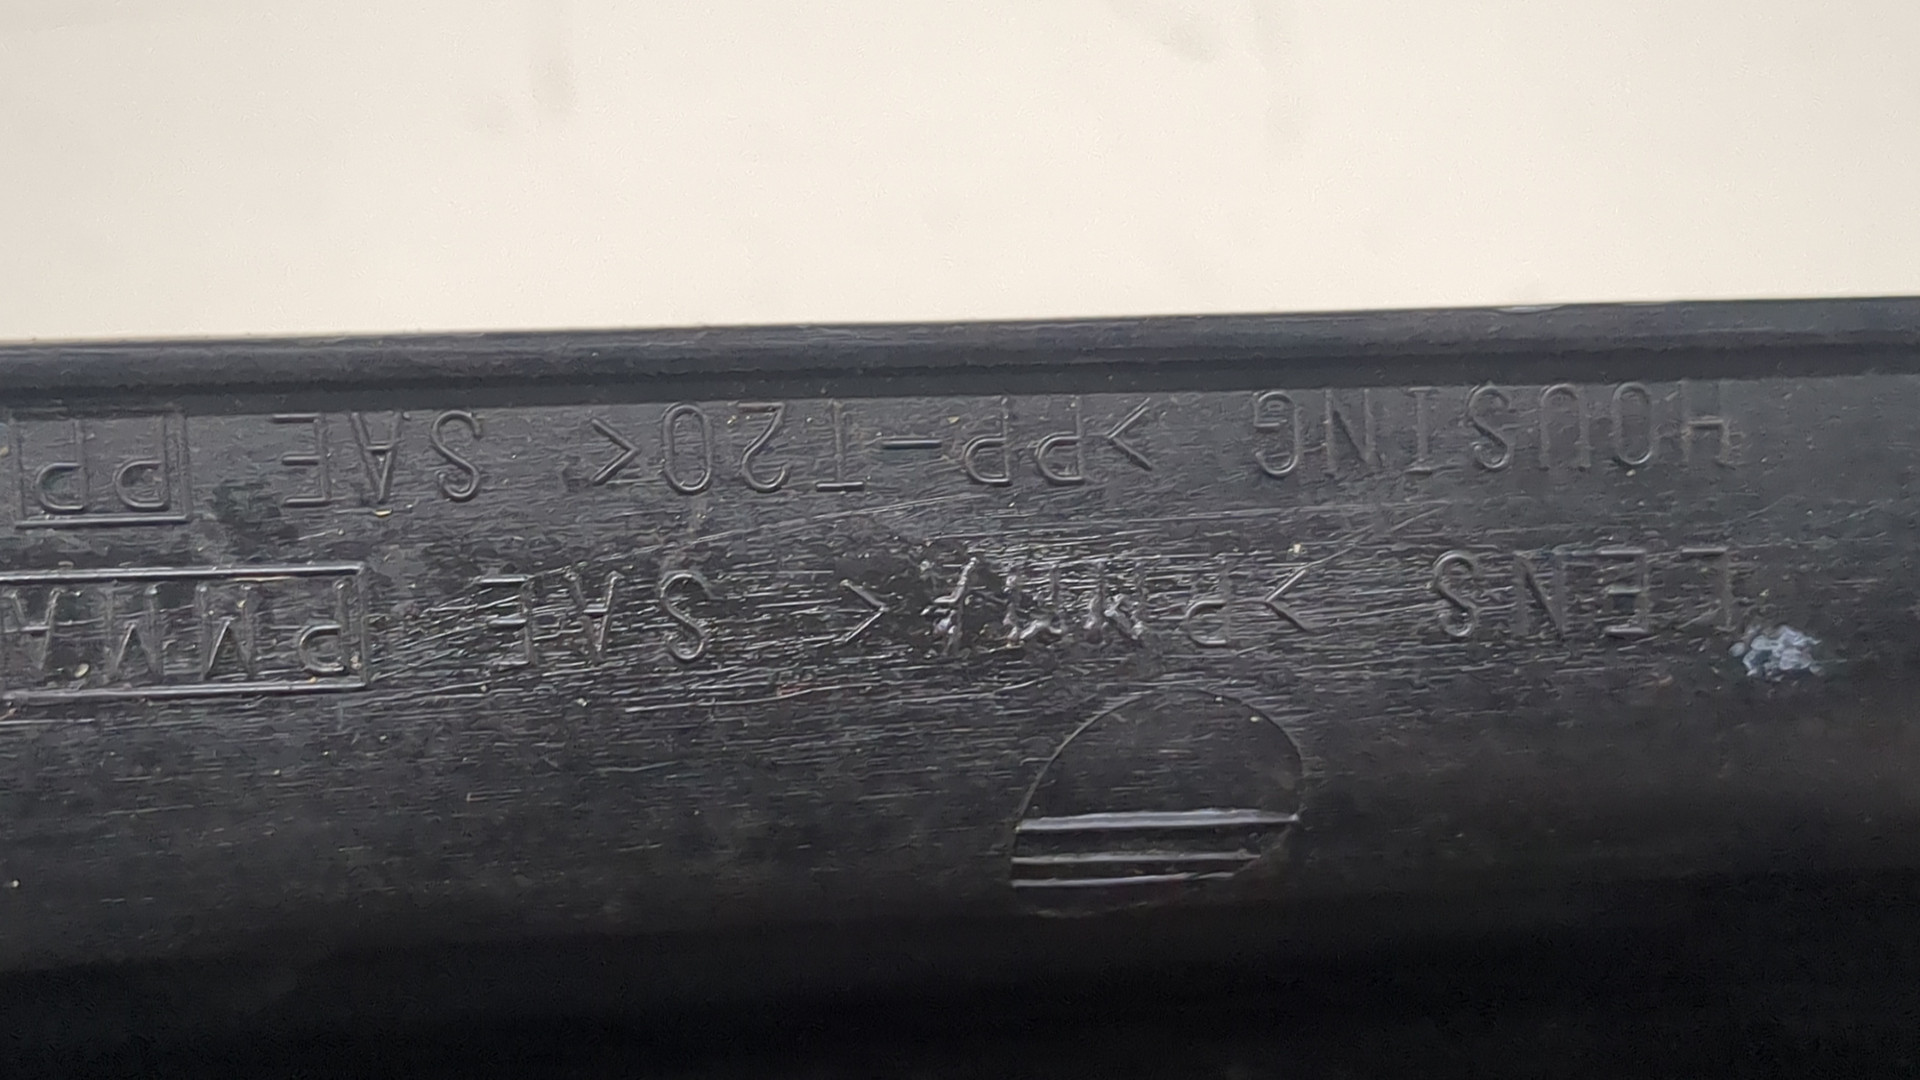 LENS >PMMA< SAE PMMA
HOUSING >PP-T20< SAE PP